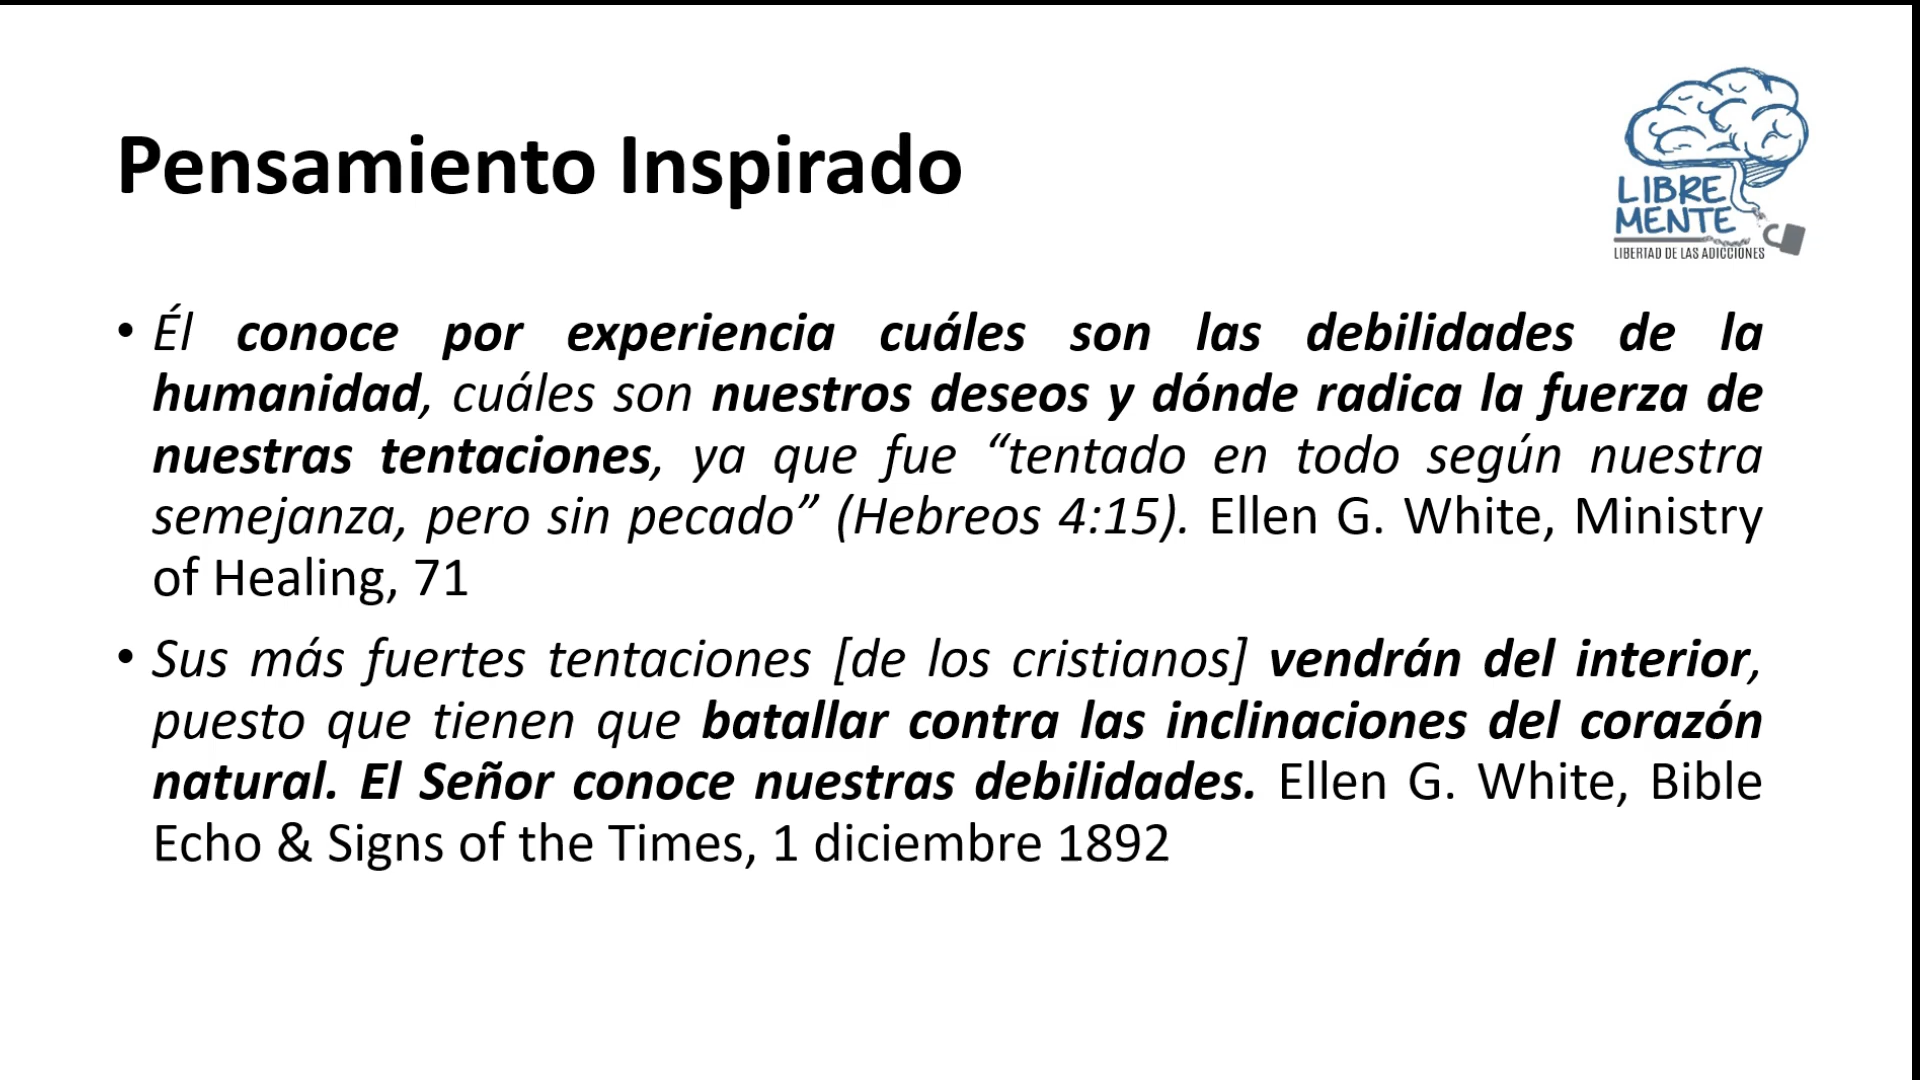 Pensamiento Inspirado
LIBRE
MENTE
LIBERTAD DE LAS ADICCIONES
• Él conoce por experiencia cuáles son las debilidades de la
humanidad, cuáles son nuestros deseos y dónde radica la fuerza de
nuestras tentaciones, ya que fue “tentado en todo según nuestra
semejanza, pero sin pecado” (Hebreos 4:15). Ellen G. White, Ministry
of Healing, 71
• Sus más fuertes tentaciones [de los cristianos] vendrán del interior,
puesto que tienen que batallar contra las inclinaciones del corazón
natural. El Señor conoce nuestras debilidades. Ellen G. White, Bible
Echo & Signs of the Times, 1 diciembre 1892